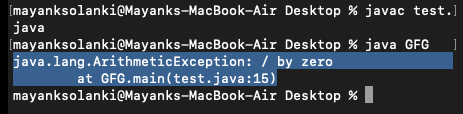 [mayanksolanki@Mayanks-MacBook-Air Desktop % javac test.
java
[mayanksolanki@Mayanks-MacBook-Air Desktop % java GFG
java.lang.ArithmeticException: / by zero
        at GFG.main(test.java:15)
mayanksolanki@Mayanks-MacBook-Air Desktop %